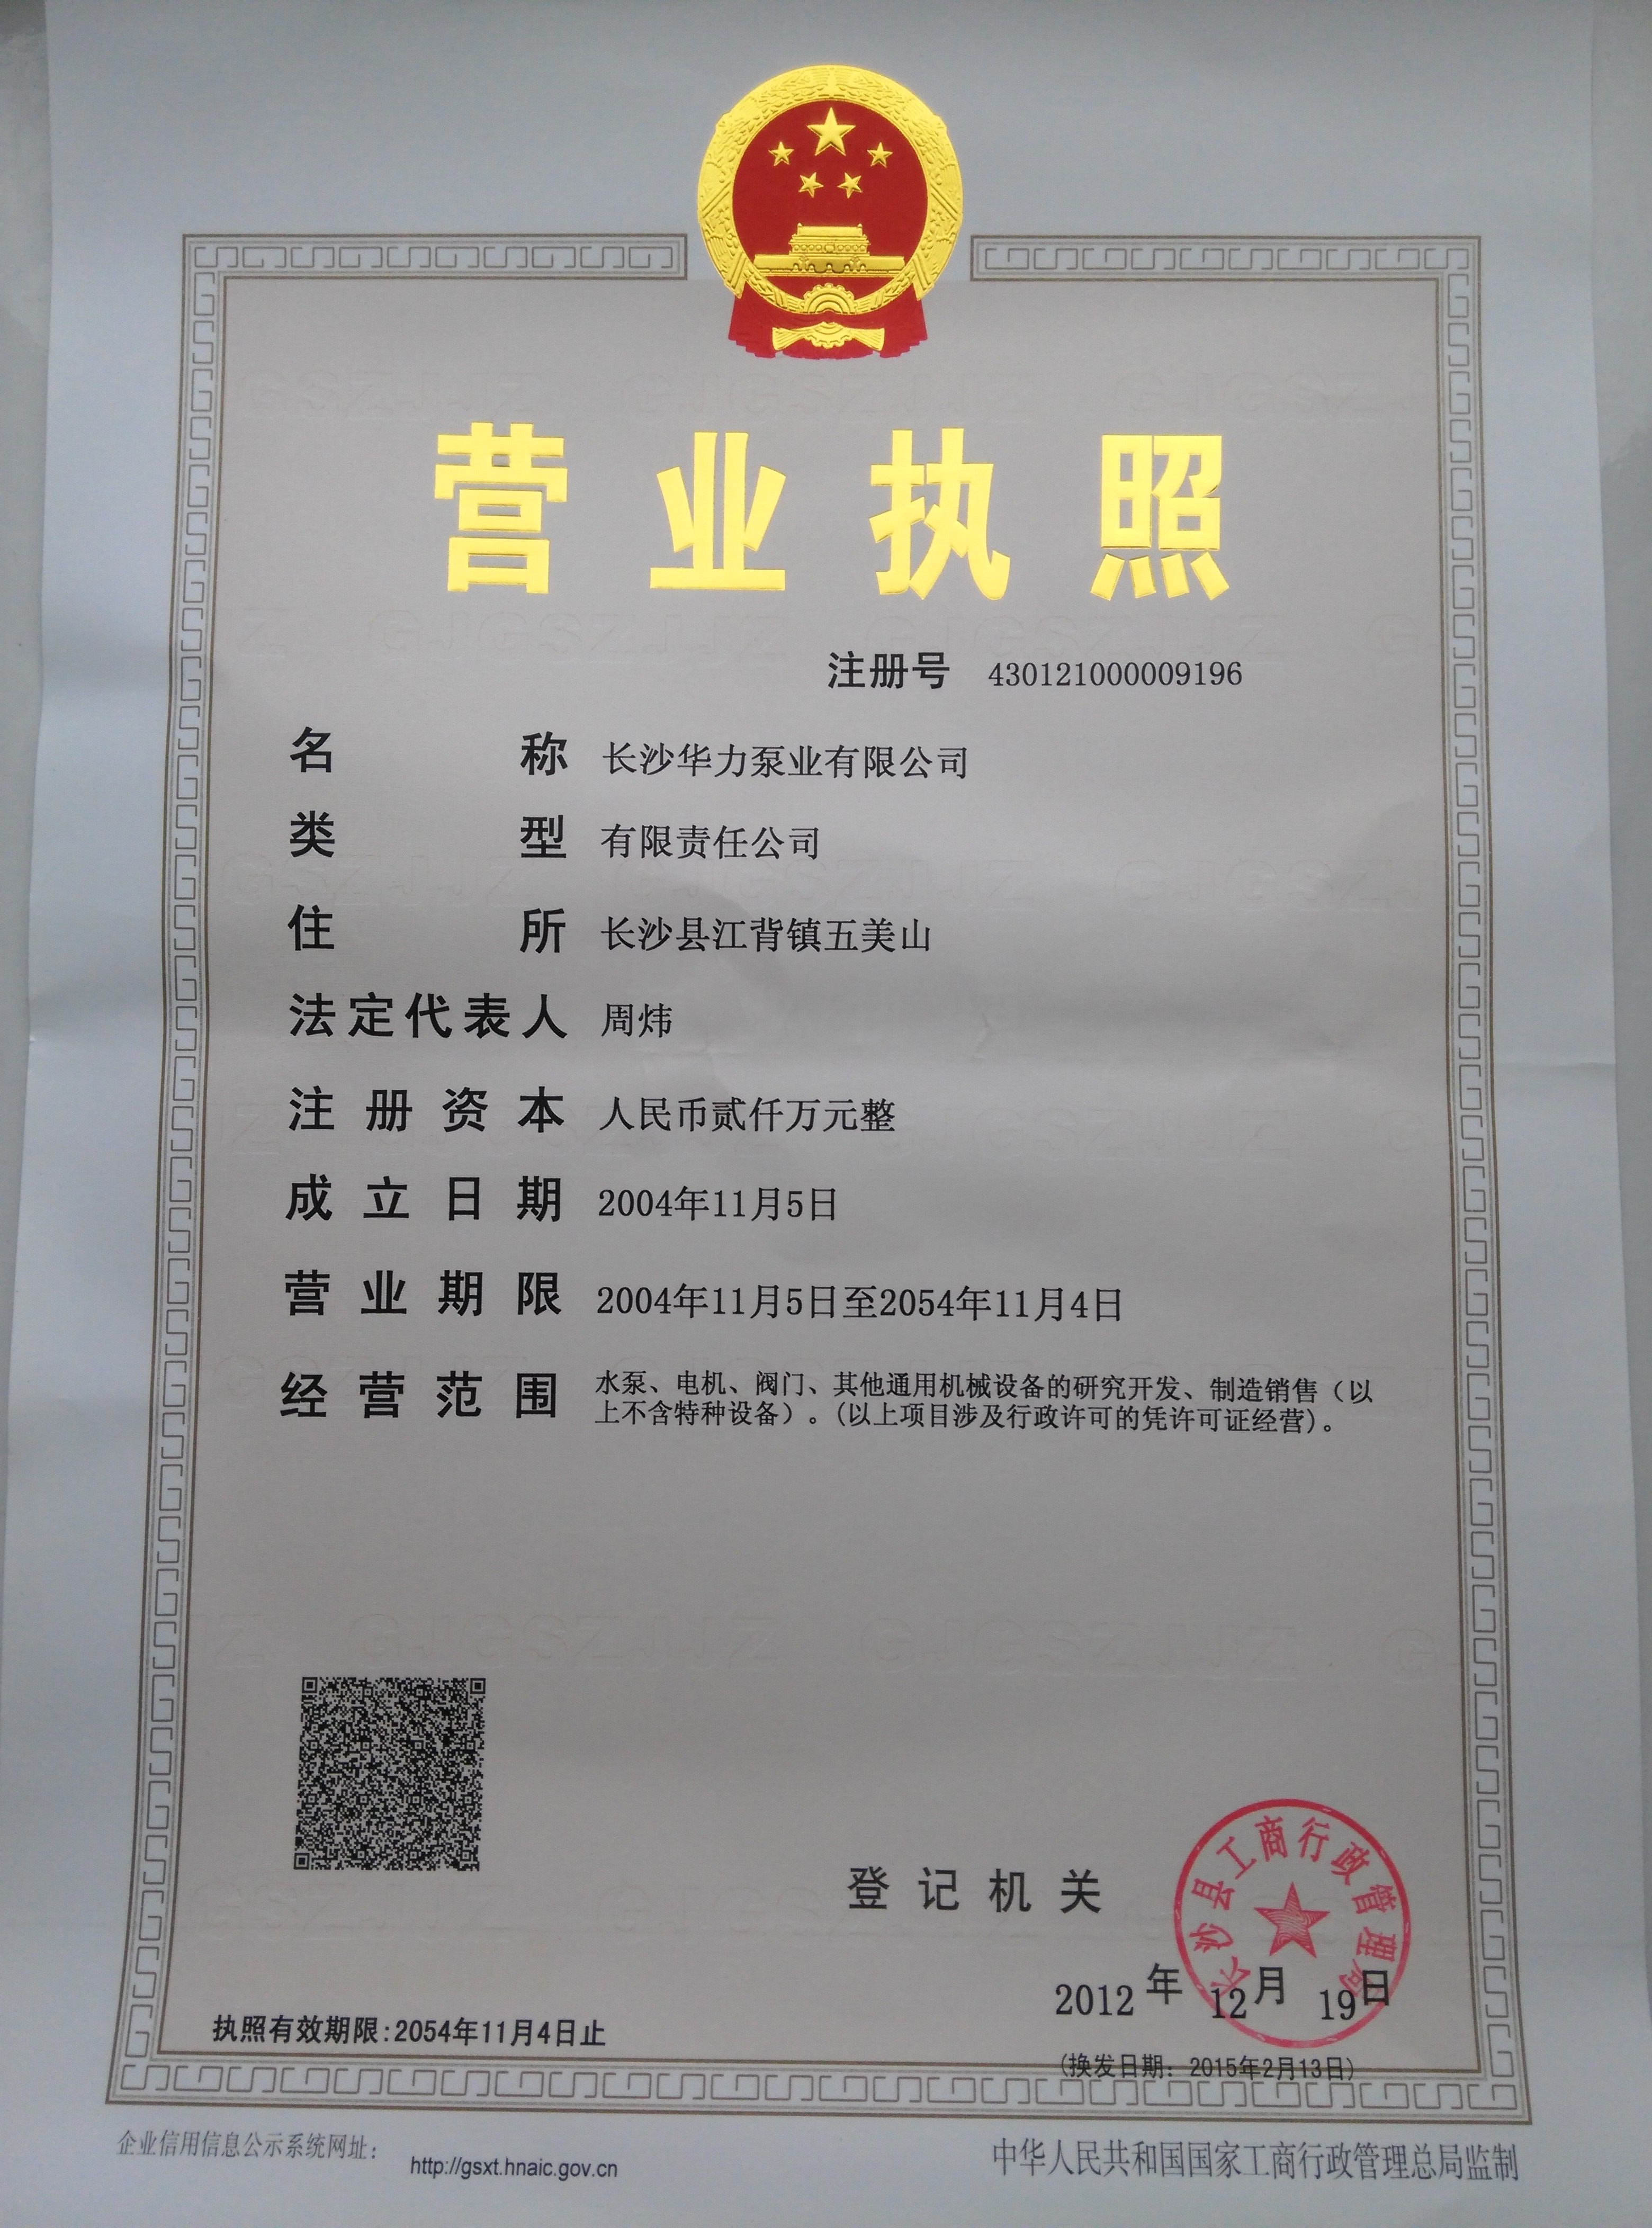 营业执照
注册号 430121000009196
名称 长沙华力泵业有限公司
类型 有限责任公司
住所 长沙县江背镇五美山
法定代表人 周炜
注册资本 人民币贰仟万元整
成立日期 2004年11月5日
营业期限 2004年11月5日至2054年11月4日
经营范围 水泵、电机、阀门、其他通用机械设备的研究开发、制造销售（以
上不含特种设备）。(以上项目涉及行政许可的凭许可证经营)。
长沙县工商行政管理局
登记机关
2012年12月19日
执照有效期限:2054年11月4日止
(换发日期: 2015年2月13日)
企业信用信息公示系统网址: http://gsxt.hnaic.gov.cn
中华人民共和国国家工商行政管理总局监制